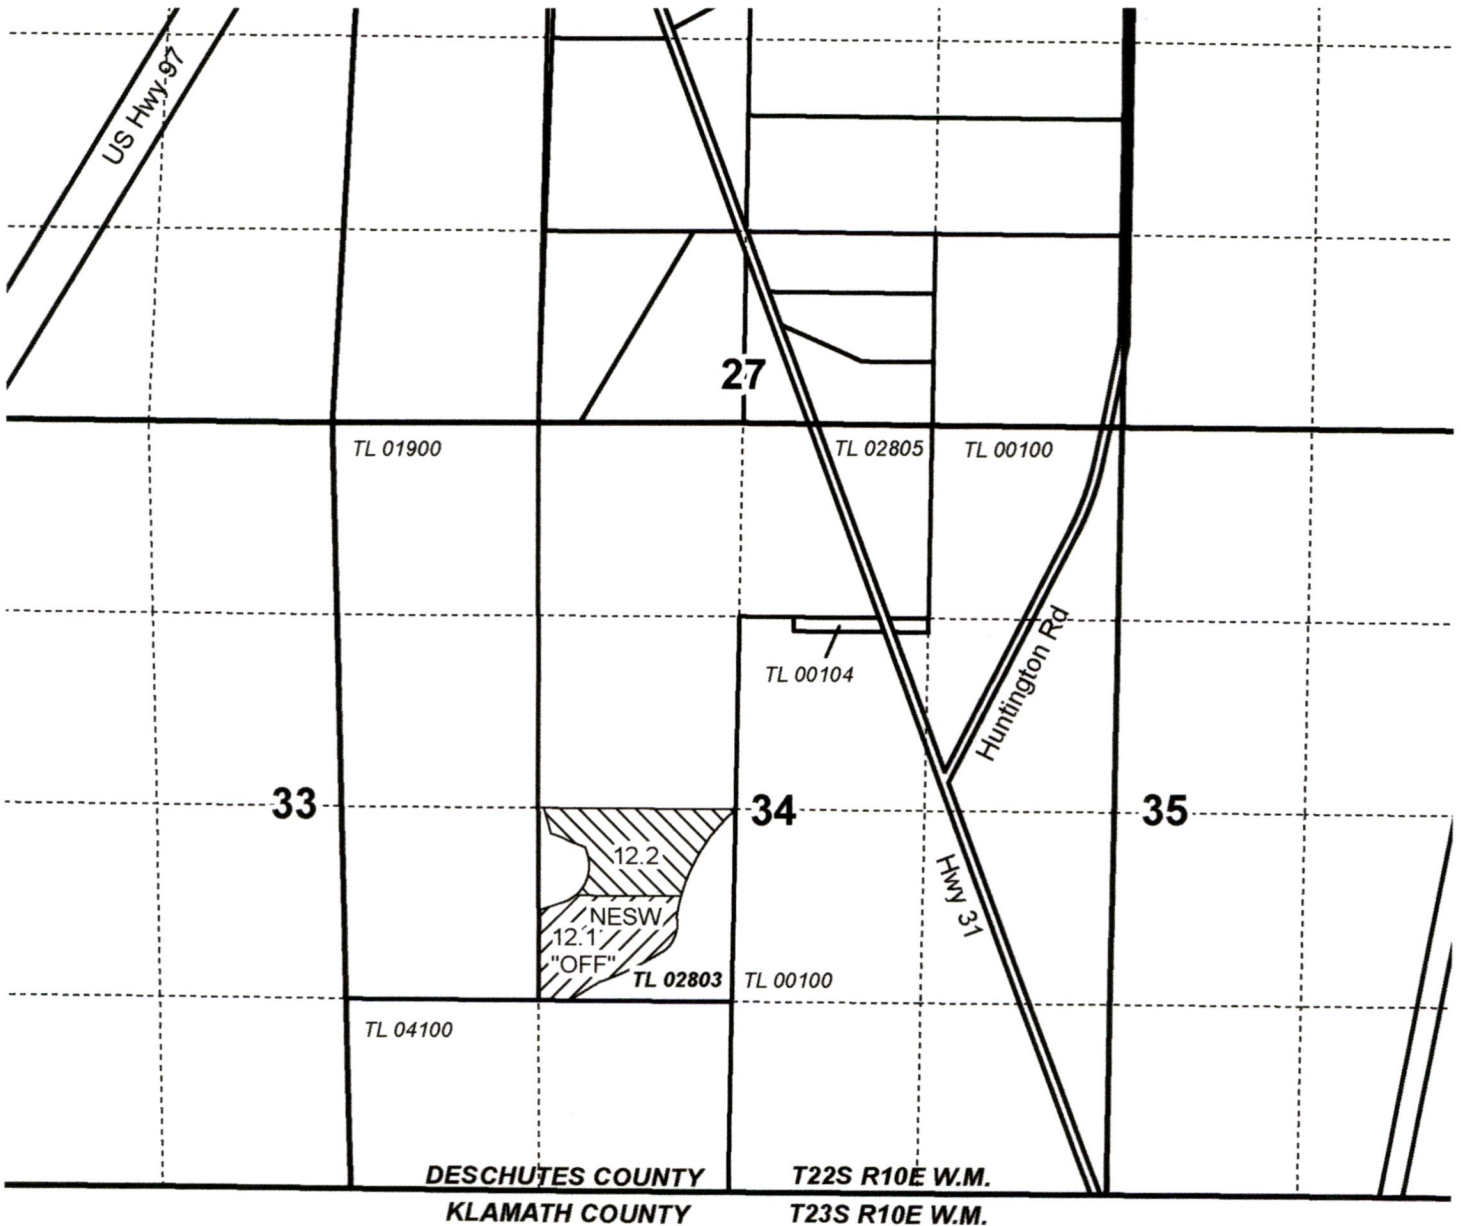 US Hwy 97
27
TL 01900
TL 02805
TL 00100
TL 00104
Huntington Rd
33
34
35
12.2
Hwy 31
NESW
12.1
"OFF"
TL 02803
TL 00100
TL 04100
DESCHUTES COUNTY
T22S R10E W.M.
KLAMATH COUNTY
T23S R10E W.M.